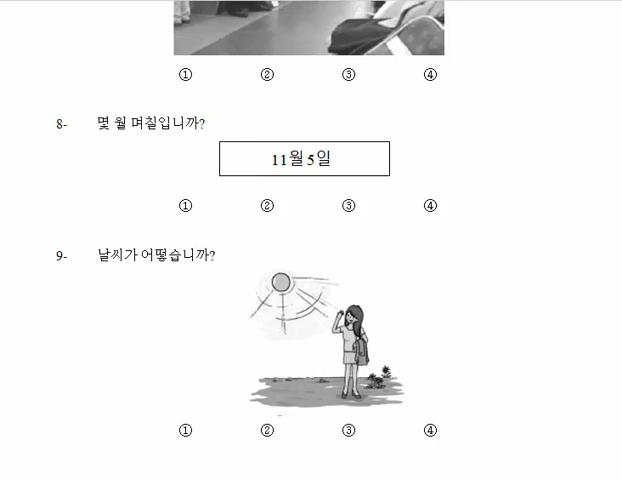 ① ② ③ ④
8- 몇 월 며칠입니까?
11월 5일
① ② ③ ④
9- 날씨가 어떻습니까?
① ② ③ ④